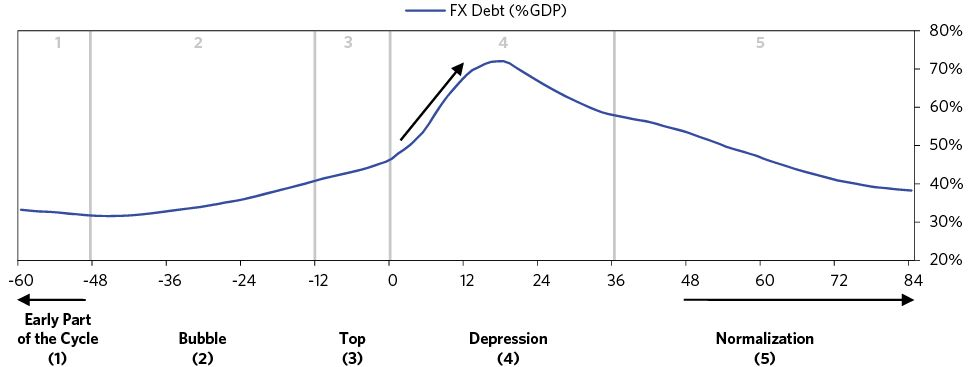 FX Debt (%GDP)
1 2 3 4 5
80%
70%
60%
50%
40%
30%
20%
-60 -48 -36 -24 -12 0 12 24 36 48 60 72 84
Early Part
of the Cycle Bubble Top Depression Normalization
(1) (2) (3) (4) (5)